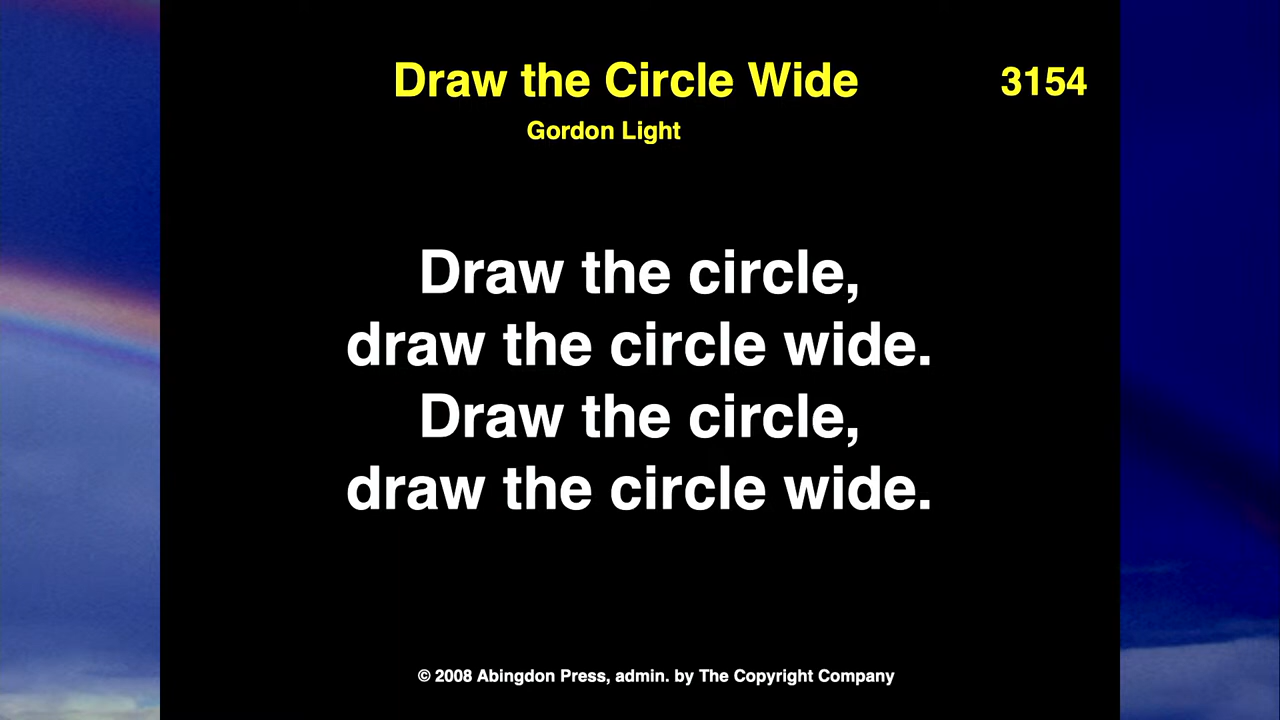 Draw the Circle Wide 3154
Gordon Light
Draw the circle,
draw the circle wide.
Draw the circle,
draw the circle wide.
© 2008 Abingdon Press, admin. by The Copyright Company